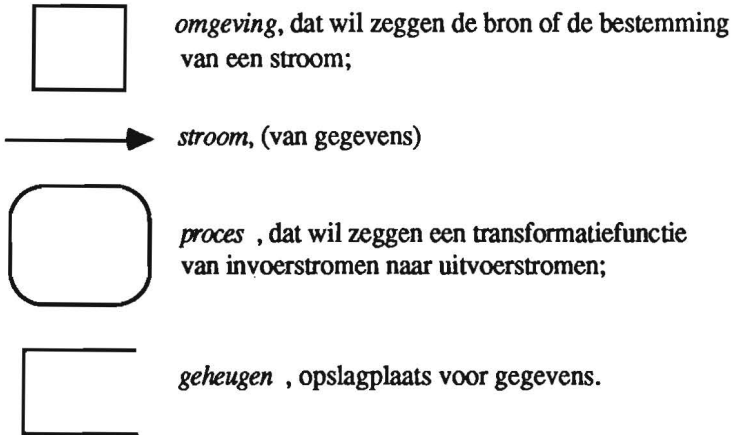 omgeving, dat wil zeggen de bron of de bestemming
van een stroom;
stroom, (van gegevens)
proces , dat wil zeggen een transformatiefunctie
van invoerstromen naar uitvoerstromen;
geheugen , opslagplaats voor gegevens.